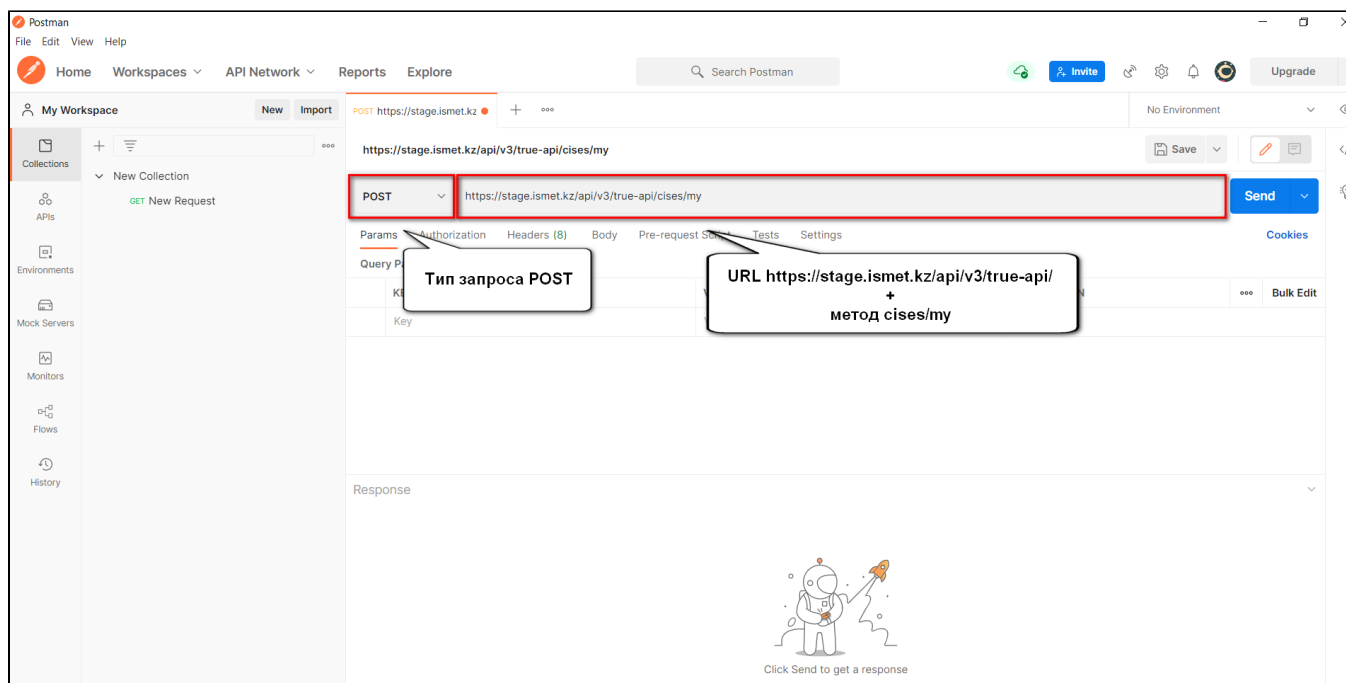 Postman
File Edit View Help
Home Workspaces API Network Reports Explore Search Postman Invite Upgrade
My Workspace New Import POST https://stage.ismet.kz No Environment
Collections
https://stage.ismet.kz/api/v3/true-api/cises/my Save
New Collection
GET New Request
POST https://stage.ismet.kz/api/v3/true-api/cises/my Send
APIs
Params Authorization Headers (8) Body Pre-request Tests Settings Cookies
Environments
Query
Тип запроса POST
URL https://stage.ismet.kz/api/v3/true-api/
+
метод cises/my
Bulk Edit
Key
Mock Servers
Monitors
Flows
History
Response
Click Send to get a response